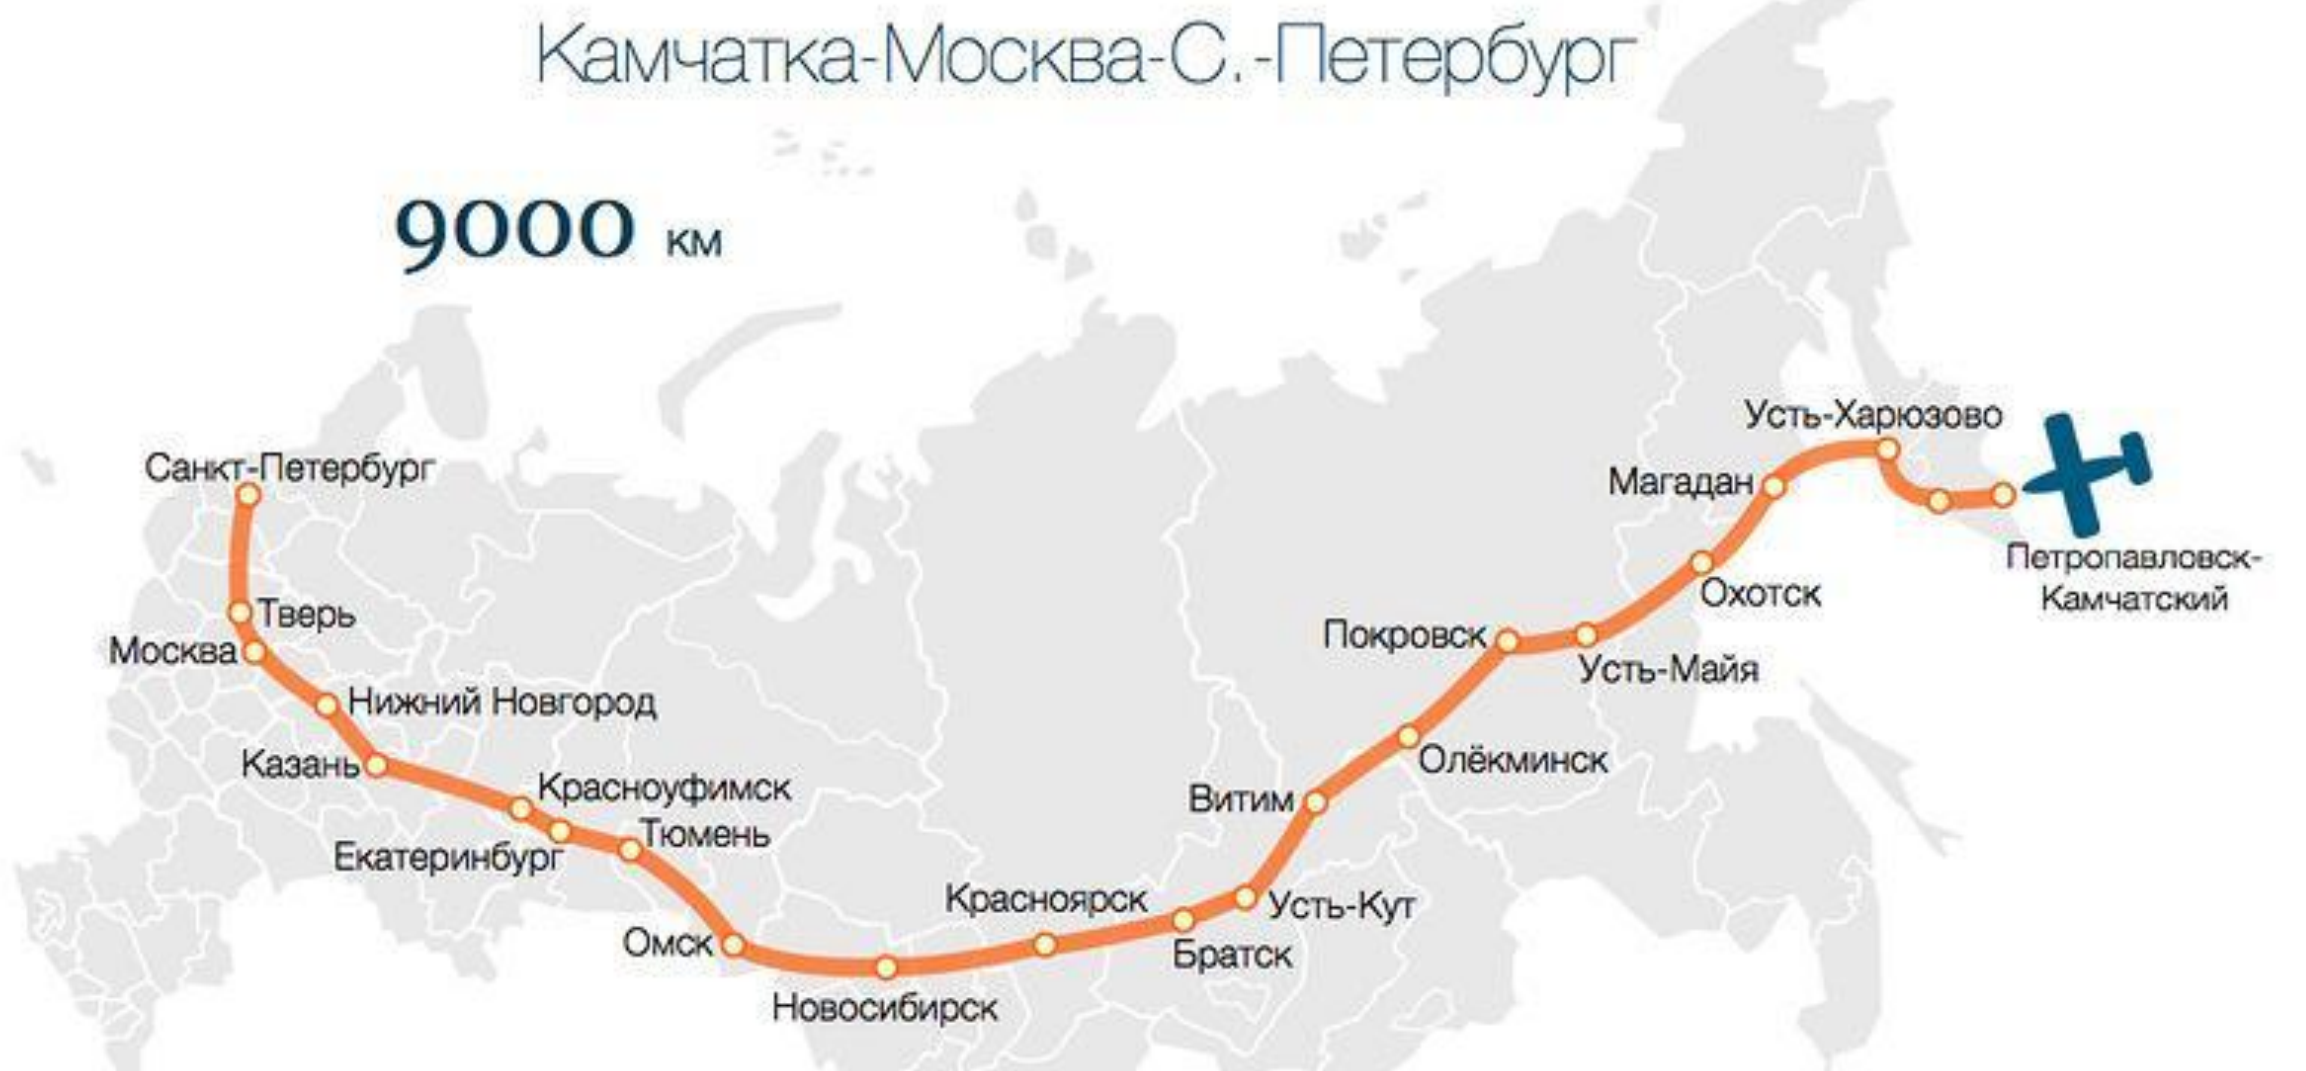 Камчатка-Москва-С.-Петербург
9000 км
Усть-Харюзово
Санкт-Петербург
Магадан
Петропавловск-
Камчатский
Охотск
Тверь
Покровск
Москва
Усть-Майя
Нижний Новгород
Казань
Олёкминск
Красноуфимск
Витим
Тюмень
Екатеринбург
Красноярск
Усть-Кут
Омск
Братск
Новосибирск